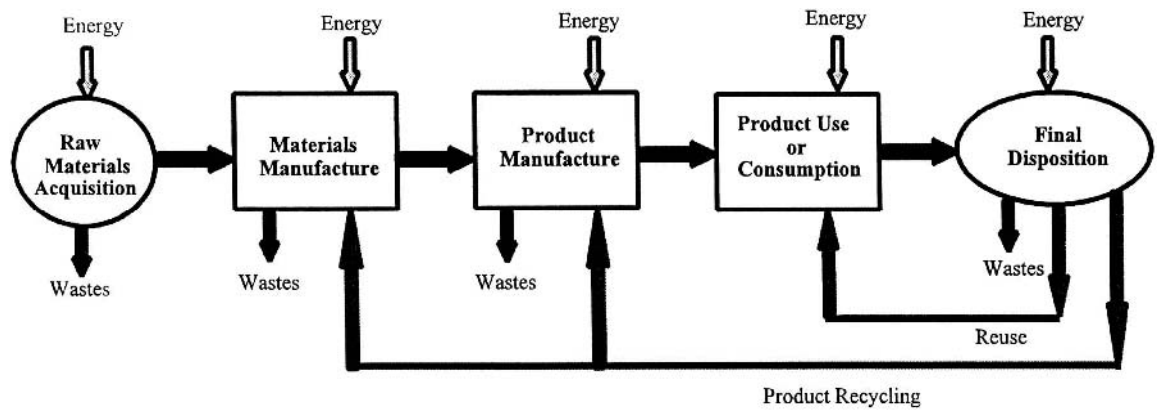 Energy
Energy
Energy
Energy
Energy
Raw
Materials
Acquisition
Materials
Manufacture
Product
Manufacture
Product Use
or
Consumption
Final
Disposition
Wastes
Wastes
Wastes
Wastes
Reuse
Product Recycling